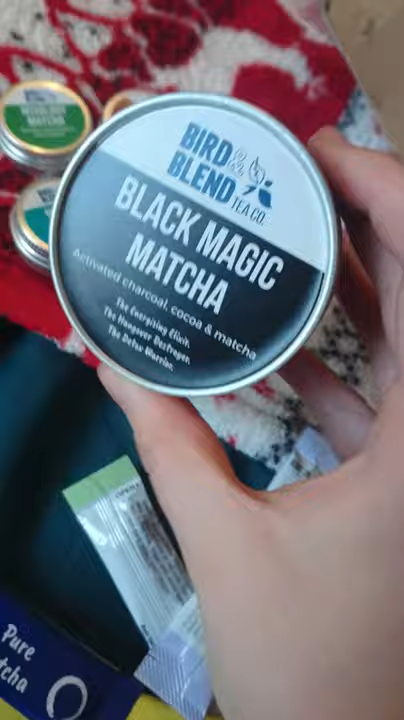 BIRD &
BLEND
TEA CO.
BLACK MAGIC
MATCHA
Activated charcoal, cocoa & matcha
The Energising Elixir.
The Hangover Destroyer.
The Detox Warrior.
MATCHA
Pure